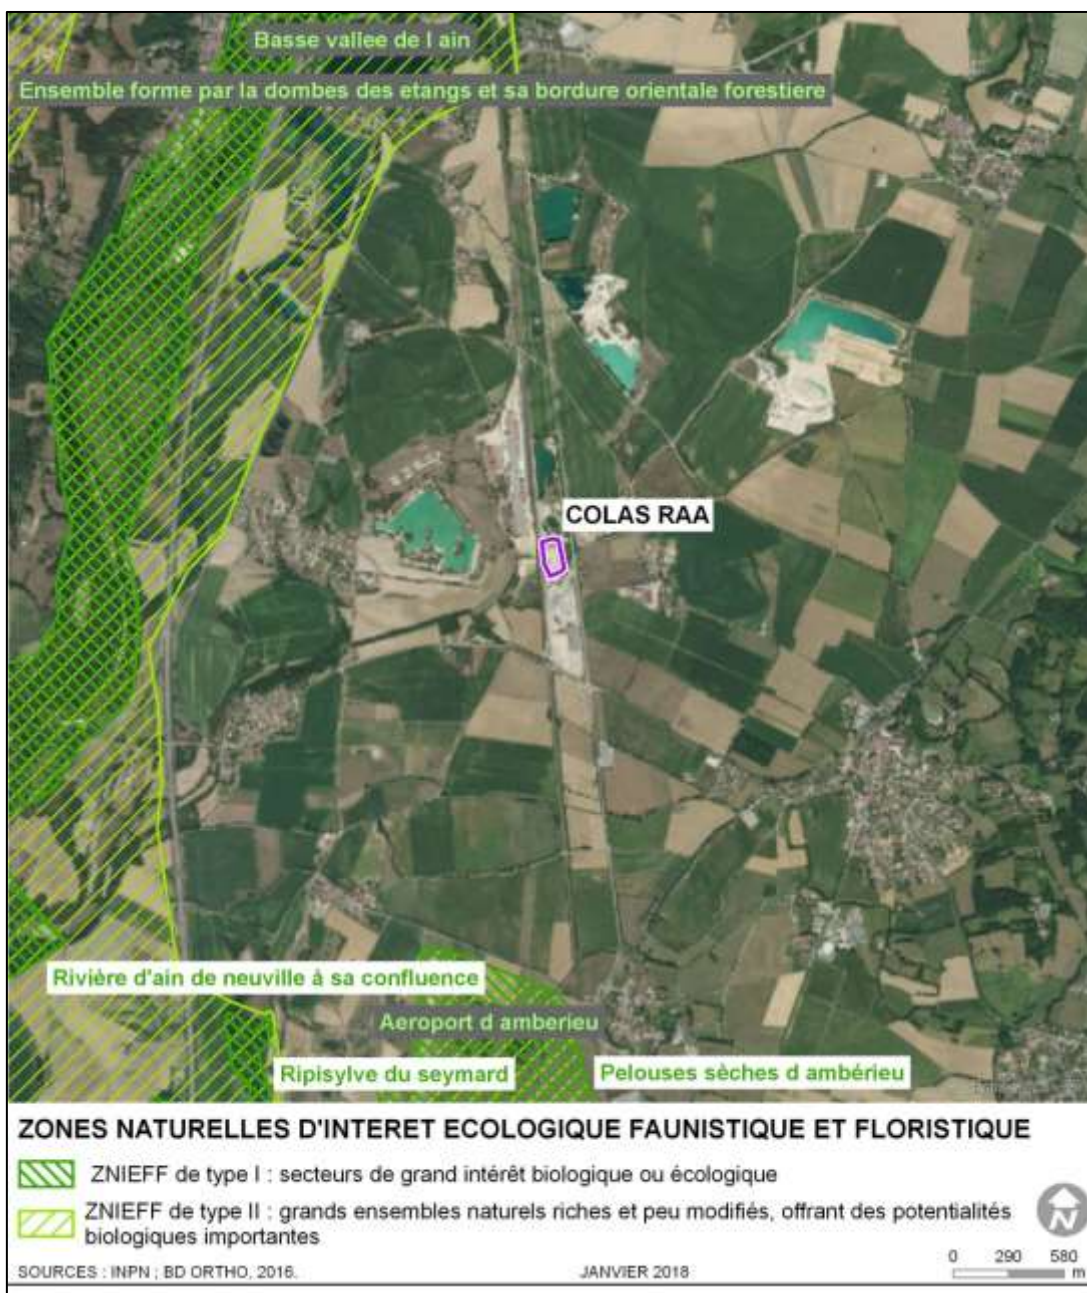 Basse vallee de l ain
Ensemble forme par la dombes des etangs et sa bordure orientale forestiere
COLAS RAA
Rivière d'ain de neuville à sa confluence
Aeroport d amberieu
Ripisylve du seymard
Pelouses sèches d ambérieu
ZONES NATURELLES D'INTERET ECOLOGIQUE FAUNISTIQUE ET FLORISTIQUE
ZNIEFF de type I : secteurs de grand intérêt biologique ou écologique
ZNIEFF de type II : grands ensembles naturels riches et peu modifiés, offrant des potentialités
biologiques importantes
N
0 290 580
m
SOURCES : INPN ; BD ORTHO, 2016.
JANVIER 2018